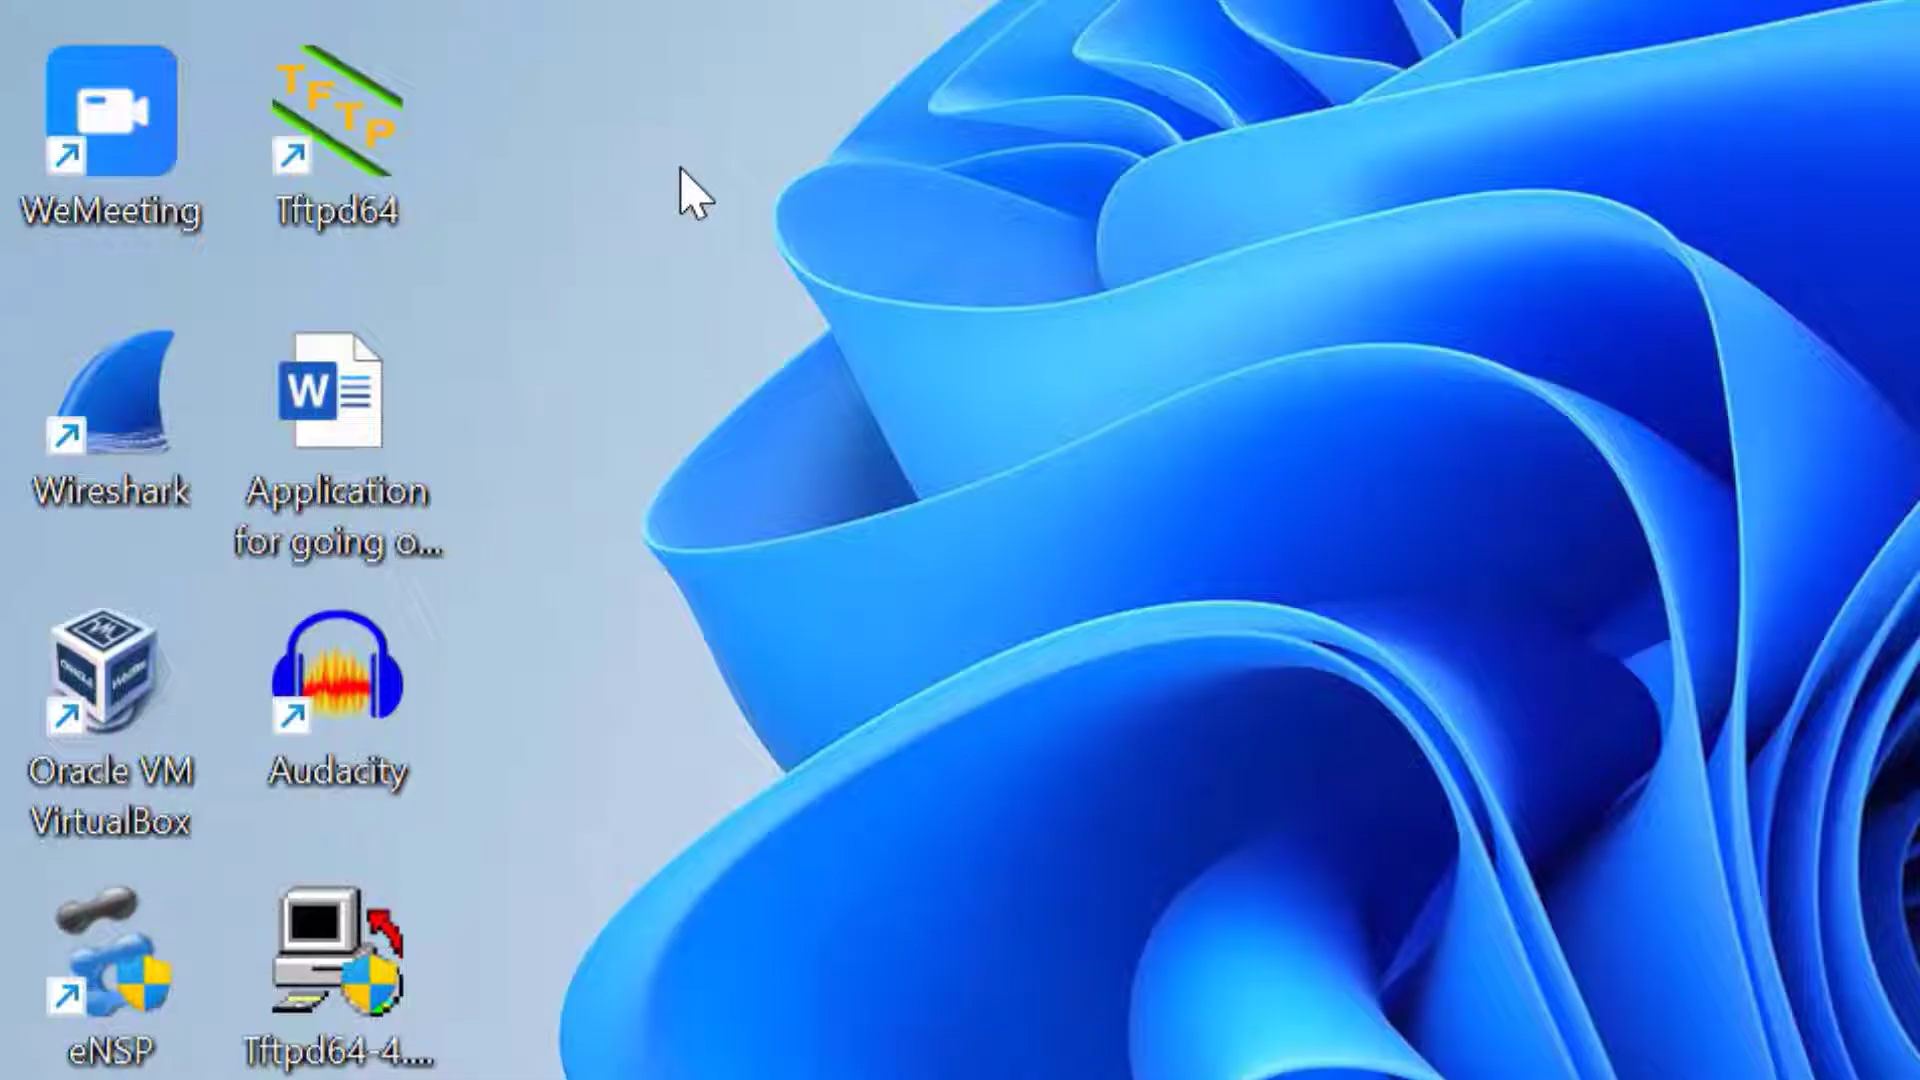 WeMeeting
TFTP
Tftpd64
Wireshark
W
Application
for going o...
Oracle VM
VirtualBox
Audacity
eNSP
Tftpd64-4....